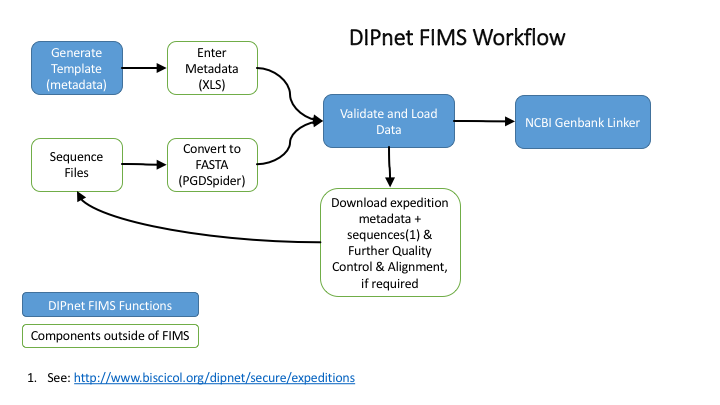 DIPnet FIMS Workflow
Generate
Template
(metadata)
Enter
Metadata
(XLS)
Validate and Load
Data
NCBI Genbank Linker
Sequence
Files
Convert to
FASTA
(PGDSpider)
Download expedition
metadata +
sequences(1) &
Further Quality
Control & Alignment,
if required
DIPnet FIMS Functions
Components outside of FIMS
1. See: http://www.biscicol.org/dipnet/secure/expeditions